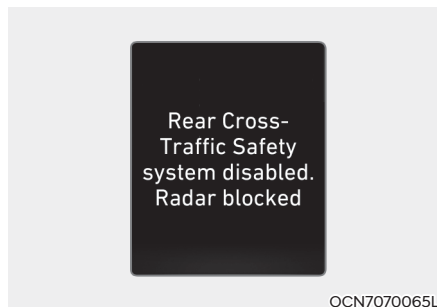 Rear Cross-
Traffic Safety
system disabled.
Radar blocked
OCN7070065L